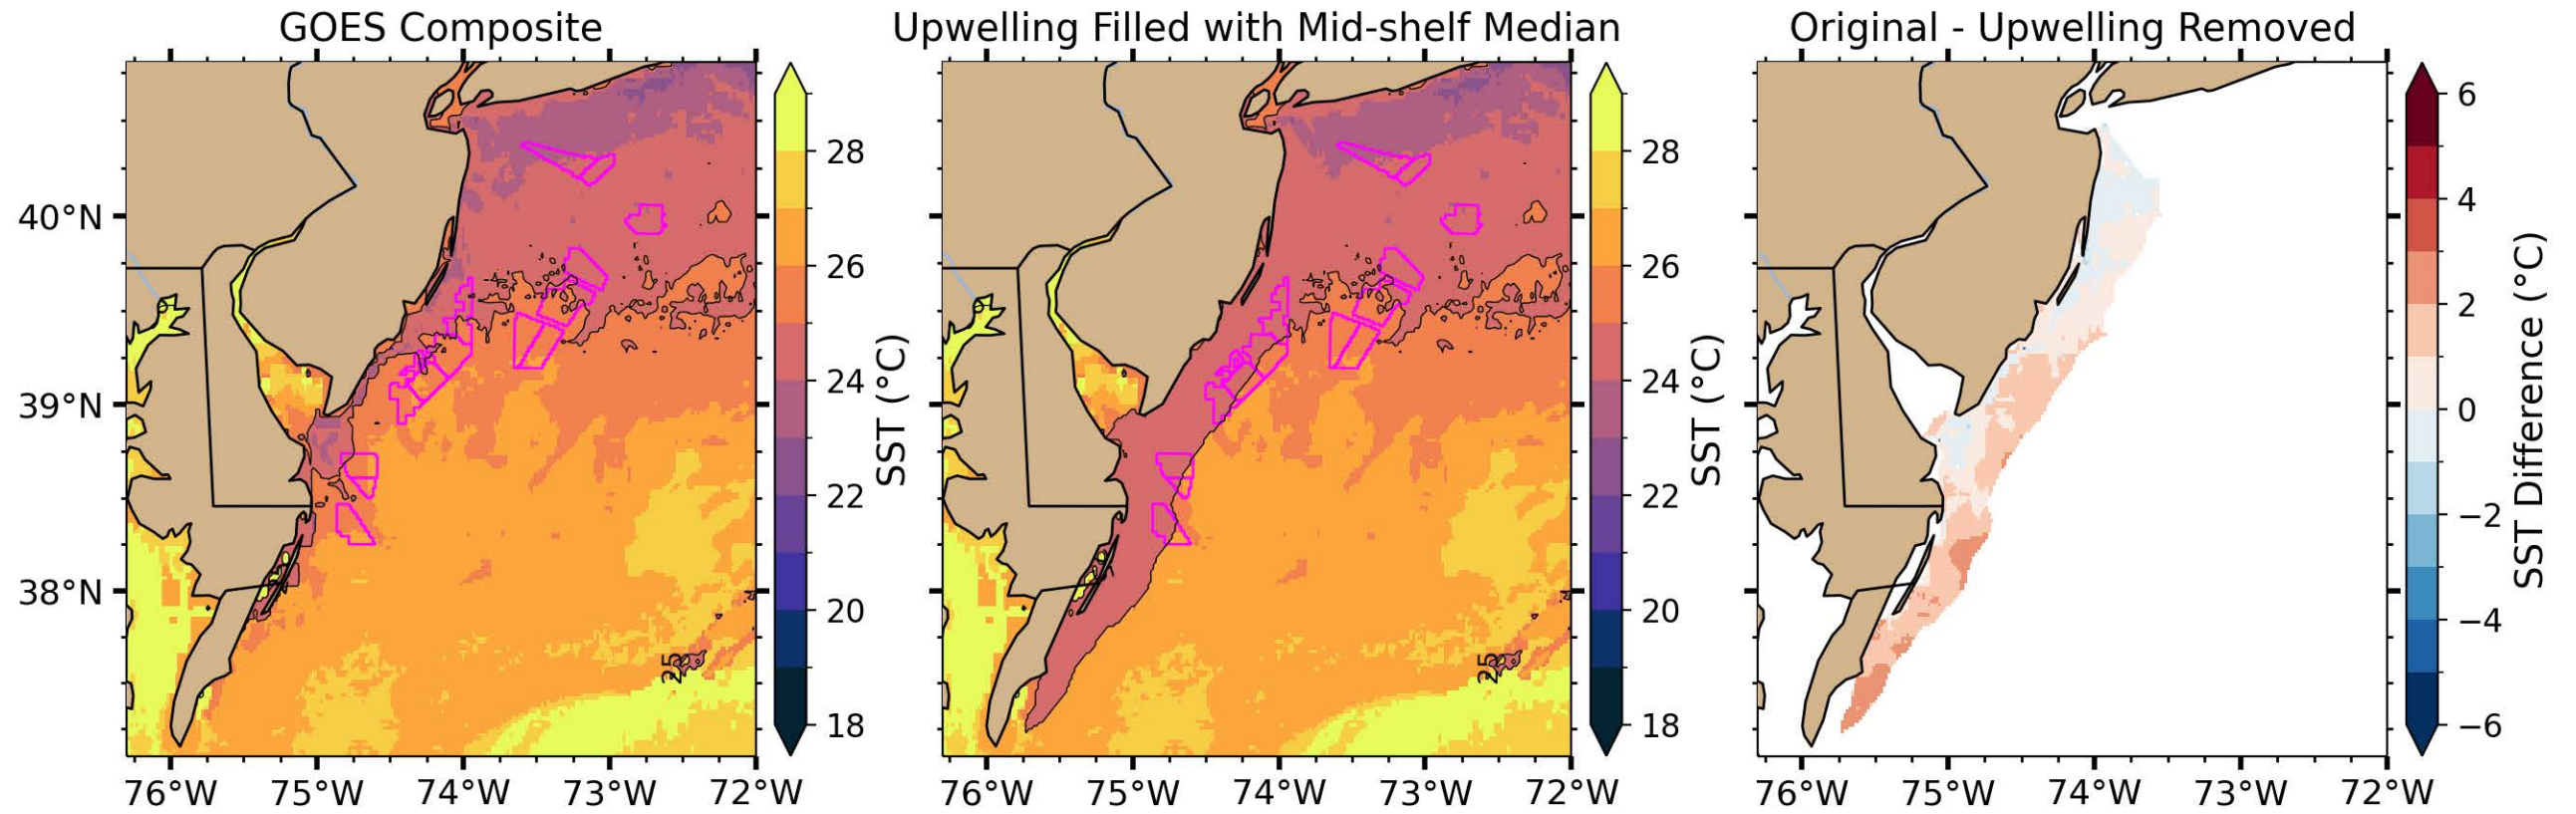 GOES Composite
Upwelling Filled with Mid-shelf Median
Original - Upwelling Removed
40°N
39°N
38°N
76°W
75°W
74°W
73°W
72°W
25
28
26
24
22
20
18
SST (°C)
76°W
75°W
74°W
73°W
72°W
25
28
26
24
22
20
18
SST (°C)
76°W
75°W
74°W
73°W
72°W
6
4
2
0
−2
−4
−6
SST Difference (°C)